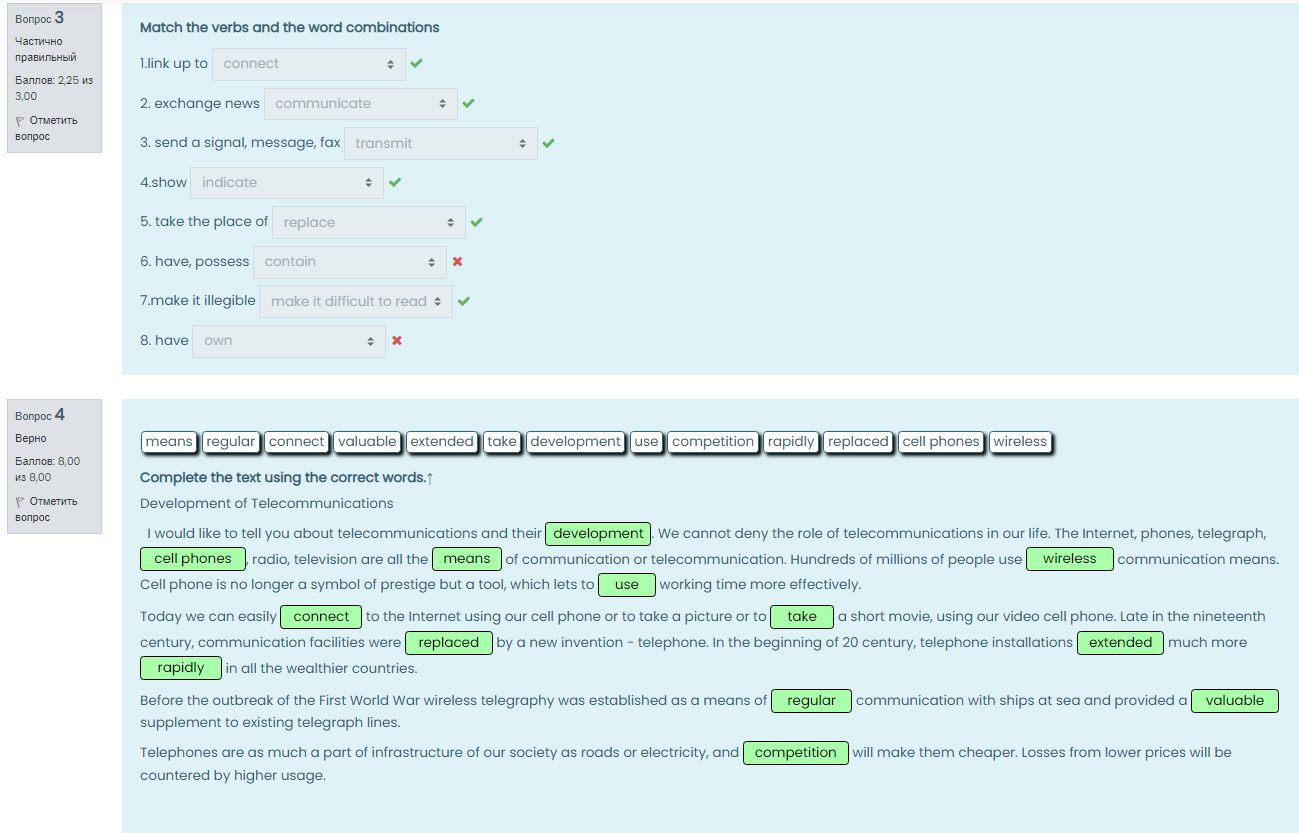 Вопрос 3
Частично
правильный
Баллов: 2,25 из
3,00
Отметить
вопрос
Match the verbs and the word combinations
1.link up to connect
2. exchange news communicate
3. send a signal, message, fax transmit
4.show indicate
5. take the place of replace
6. have, possess contain
7.make it illegible make it difficult to read
8. have own
Вопрос 4
Верно
Баллов: 8,00
из 8,00
Отметить
вопрос
means regular connect valuable extended take development use competition rapidly replaced cell phones wireless
Complete the text using the correct words.↑
Development of Telecommunications
I would like to tell you about telecommunications and their development. We cannot deny the role of telecommunications in our life. The Internet, phones, telegraph,
cell phones, radio, television are all the means of communication or telecommunication. Hundreds of millions of people use wireless communication means.
Cell phone is no longer a symbol of prestige but a tool, which lets to use working time more effectively.
Today we can easily connect to the Internet using our cell phone or to take a picture or to take a short movie, using our video cell phone. Late in the nineteenth
century, communication facilities were replaced by a new invention - telephone. In the beginning of 20 century, telephone installations extended much more
rapidly in all the wealthier countries.
Before the outbreak of the First World War wireless telegraphy was established as a means of regular communication with ships at sea and provided a valuable
supplement to existing telegraph lines.
Telephones are as much a part of infrastructure of our society as roads or electricity, and competition will make them cheaper. Losses from lower prices will be
countered by higher usage.